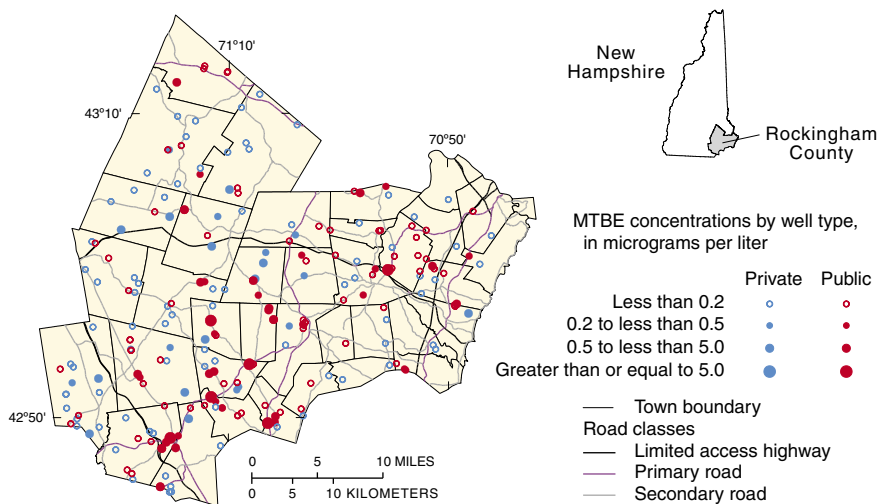 71°10'
43°10'
70°50'
42°50'
0 5 10 MILES
0 5 10 KILOMETERS
New
Hampshire
Rockingham
County
MTBE concentrations by well type,
in micrograms per liter
Private Public
Less than 0.2
0.2 to less than 0.5
0.5 to less than 5.0
Greater than or equal to 5.0
Town boundary
Road classes
Limited access highway
Primary road
Secondary road